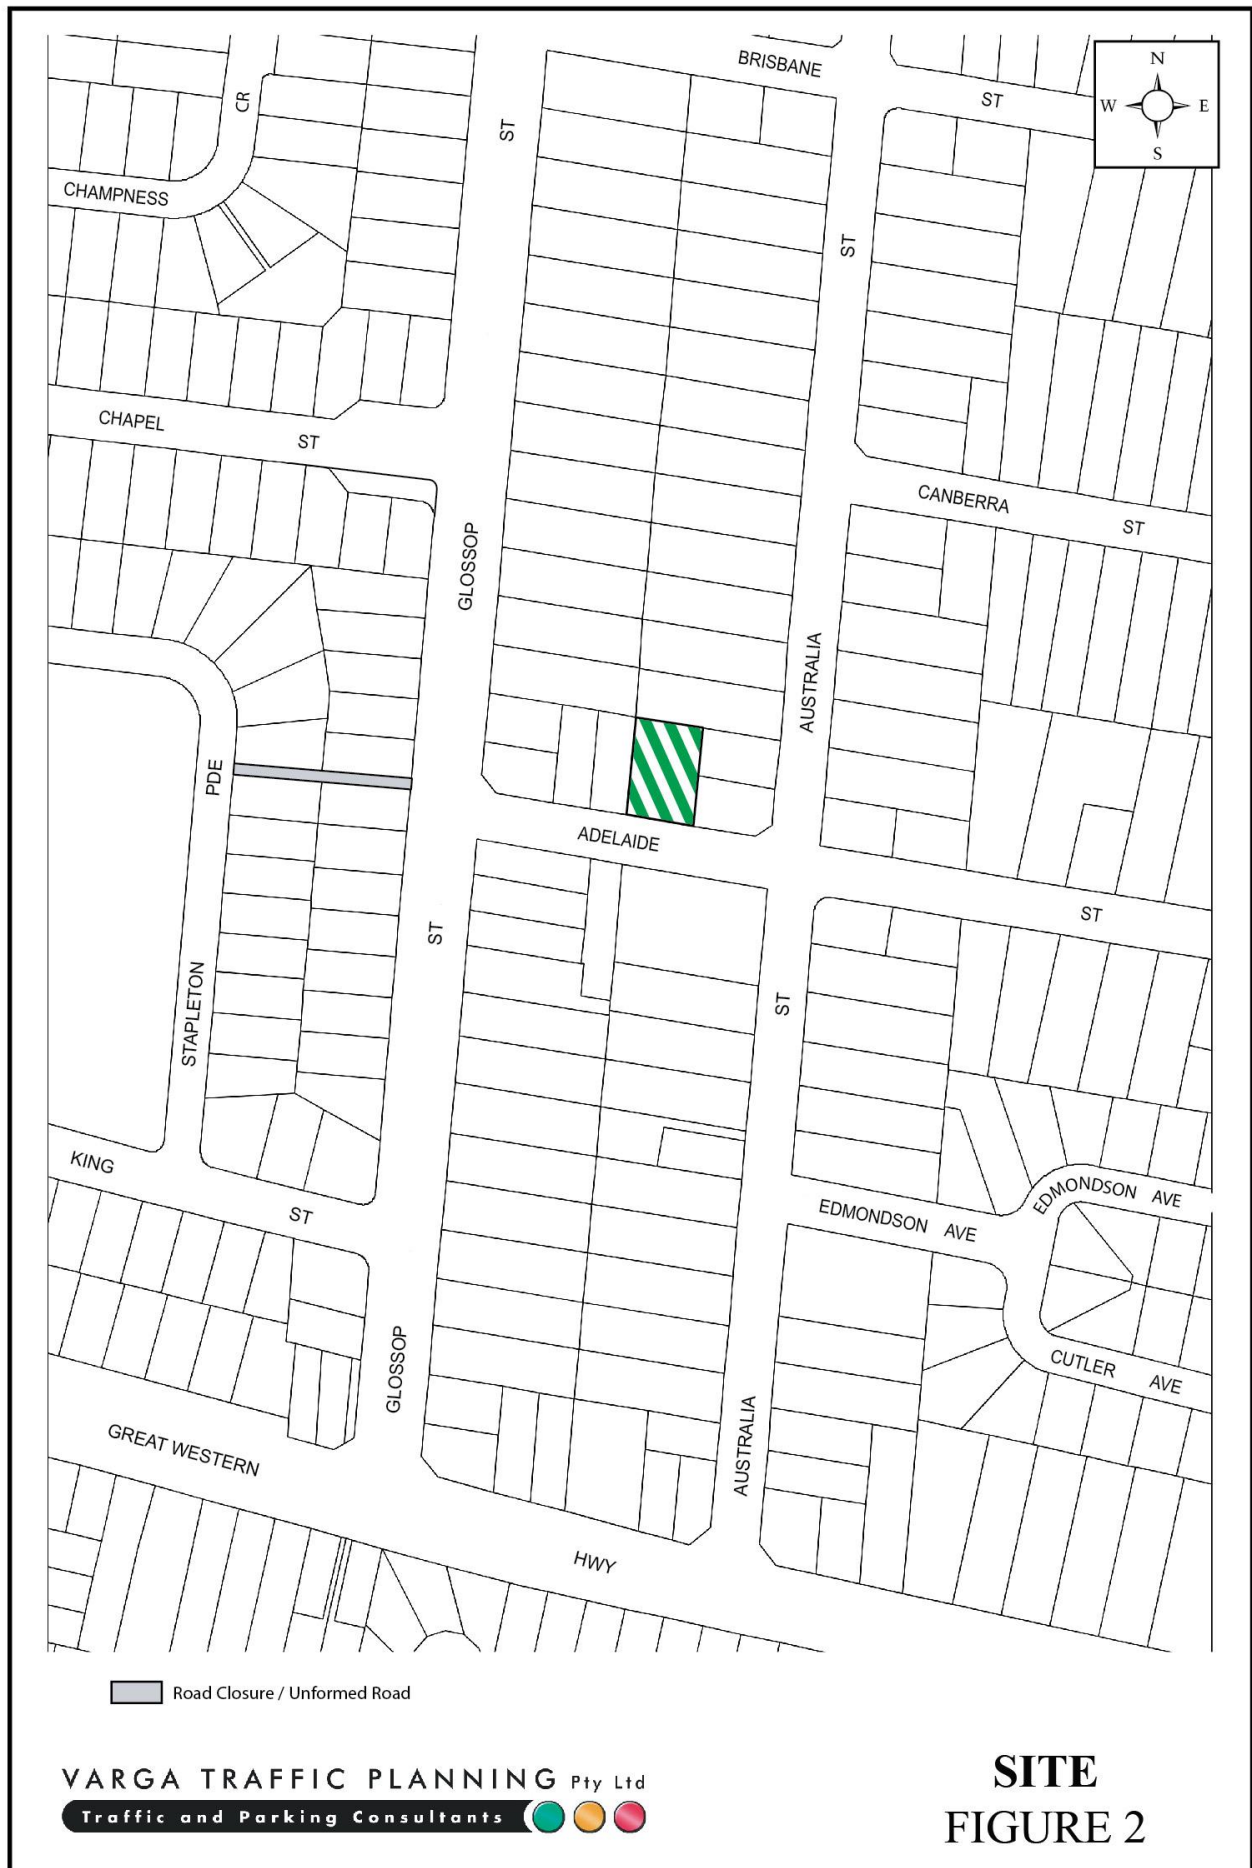 BRISBANE
ST
N
W
E
S
CR
ST
CHAMPNESS
ST
CHAPEL
ST
CANBERRA
ST
GLOSSOP
AUSTRALIA
PDE
ADELAIDE
ST
ST
STAPLETON
ST
KING
ST
EDMONDSON AVE
EDMONDSON AVE
GLOSSOP
CUTLER AVE
AUSTRALIA
GREAT WESTERN
HWY
Road Closure / Unformed Road
VARGA TRAFFIC PLANNING Pty Ltd
Traffic and Parking Consultants
SITE
FIGURE 2